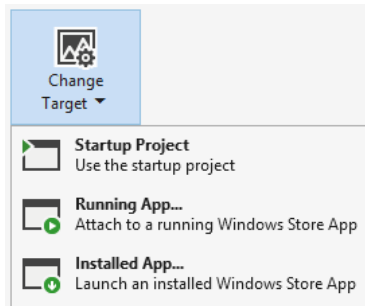 Change
Target
Startup Project
Use the startup project
Running App...
Attach to a running Windows Store App
Installed App...
Launch an installed Windows Store App